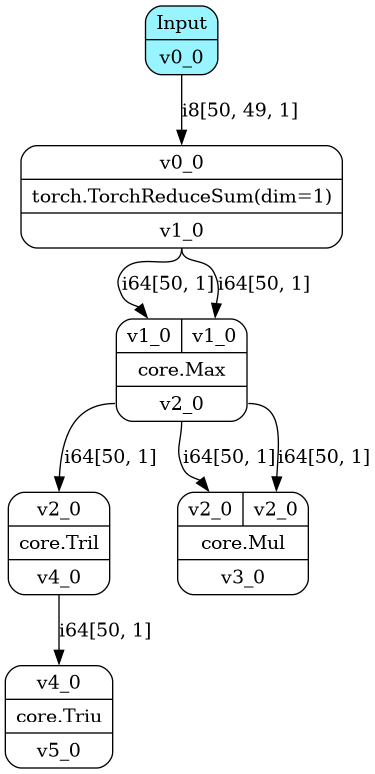 Input
v0_0
i8[50, 49, 1]
v0_0
torch.TorchReduceSum(dim=1)
v1_0
i64[50, 1] i64[50, 1]
v1_0 v1_0
core.Max
v2_0
i64[50, 1] i64[50, 1] i64[50, 1]
v2_0 v2_0 v2_0
core.Tril core.Mul
v4_0 v3_0
i64[50, 1]
v4_0
core.Triu
v5_0